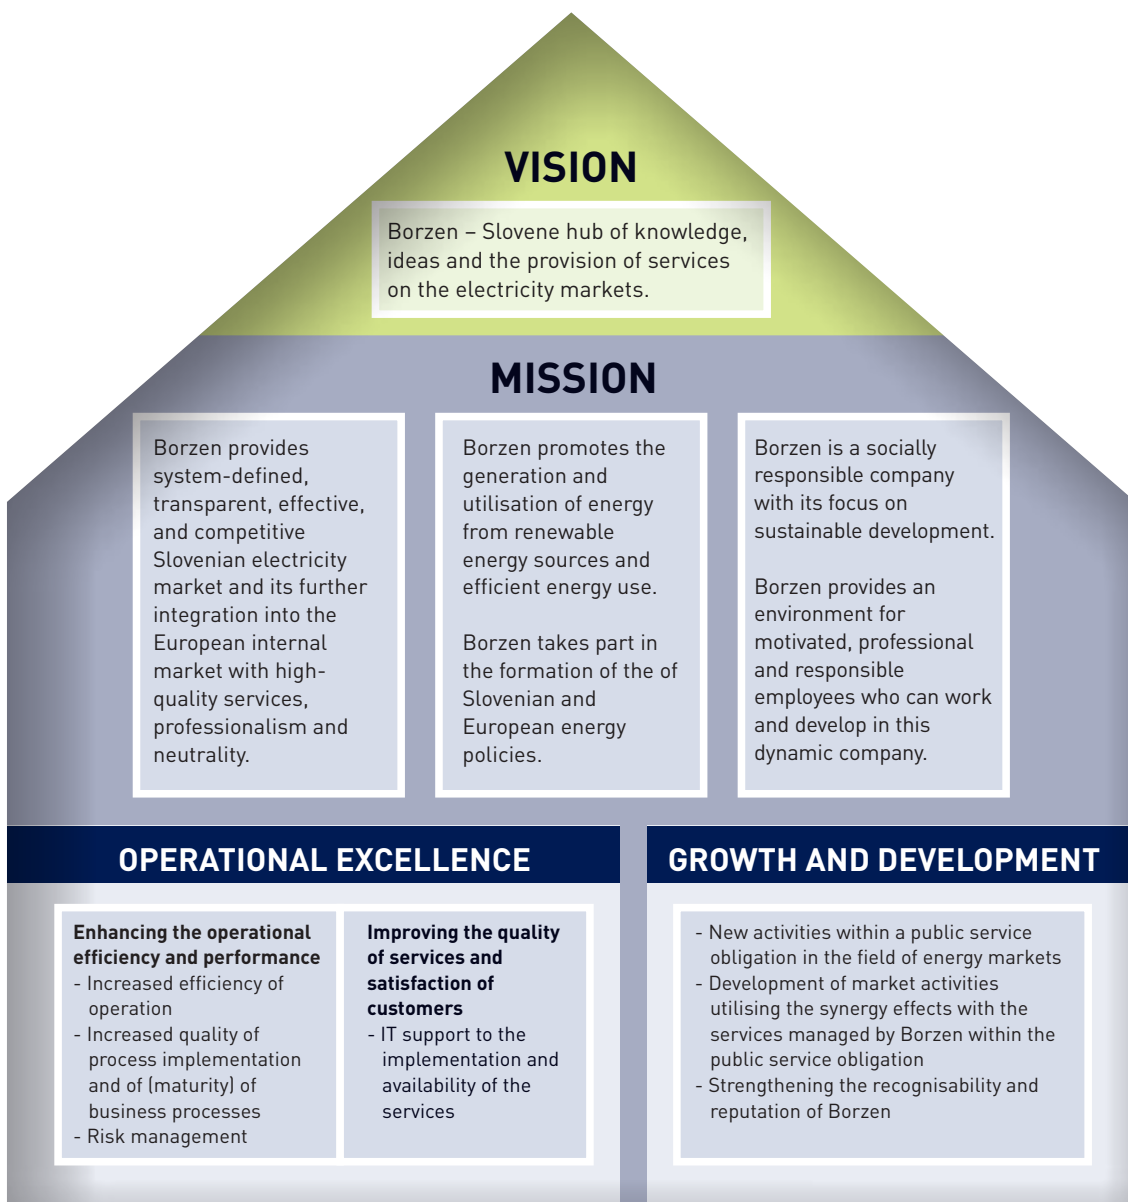 VISION
Borzen – Slovene hub of knowledge,
ideas and the provision of services
on the electricity markets.
MISSION
Borzen provides
system-defined,
transparent, effective,
and competitive
Slovenian electricity
market and its further
integration into the
European internal
market with high-
quality services,
professionalism and
neutrality.
Borzen promotes the
generation and
utilisation of energy
from renewable
energy sources and
efficient energy use.
Borzen takes part in
the formation of the of
Slovenian and
European energy
policies.
Borzen is a socially
responsible company
with its focus on
sustainable development.
Borzen provides an
environment for
motivated, professional
and responsible
employees who can work
and develop in this
dynamic company.
OPERATIONAL EXCELLENCE
Enhancing the operational
efficiency and performance
- Increased efficiency of
operation
- Increased quality of
process implementation
and of (maturity) of
business processes
- Risk management
Improving the quality
of services and
satisfaction of
customers
- IT support to the
implementation and
availability of the
services
GROWTH AND DEVELOPMENT
- New activities within a public service
obligation in the field of energy markets
- Development of market activities
utilising the synergy effects with the
services managed by Borzen within the
public service obligation
- Strengthening the recognisability and
reputation of Borzen